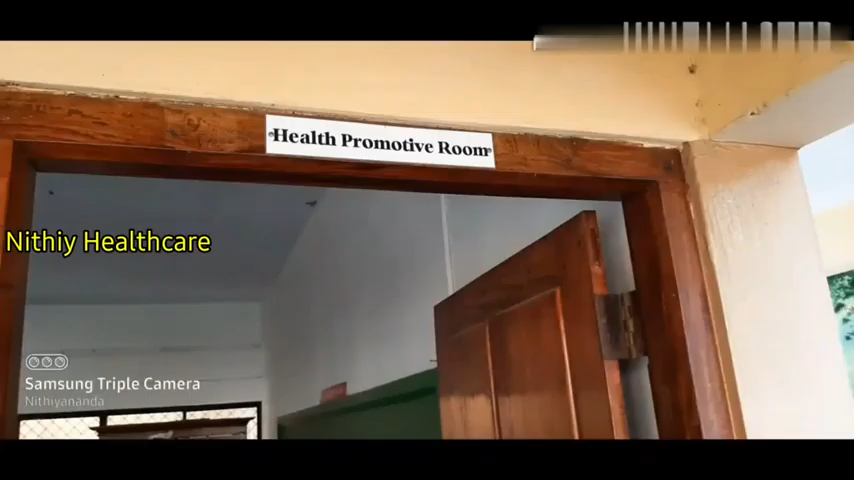 Health Promotive Room
Nithiy Healthcare
Samsung Triple Camera
Nithiyananda